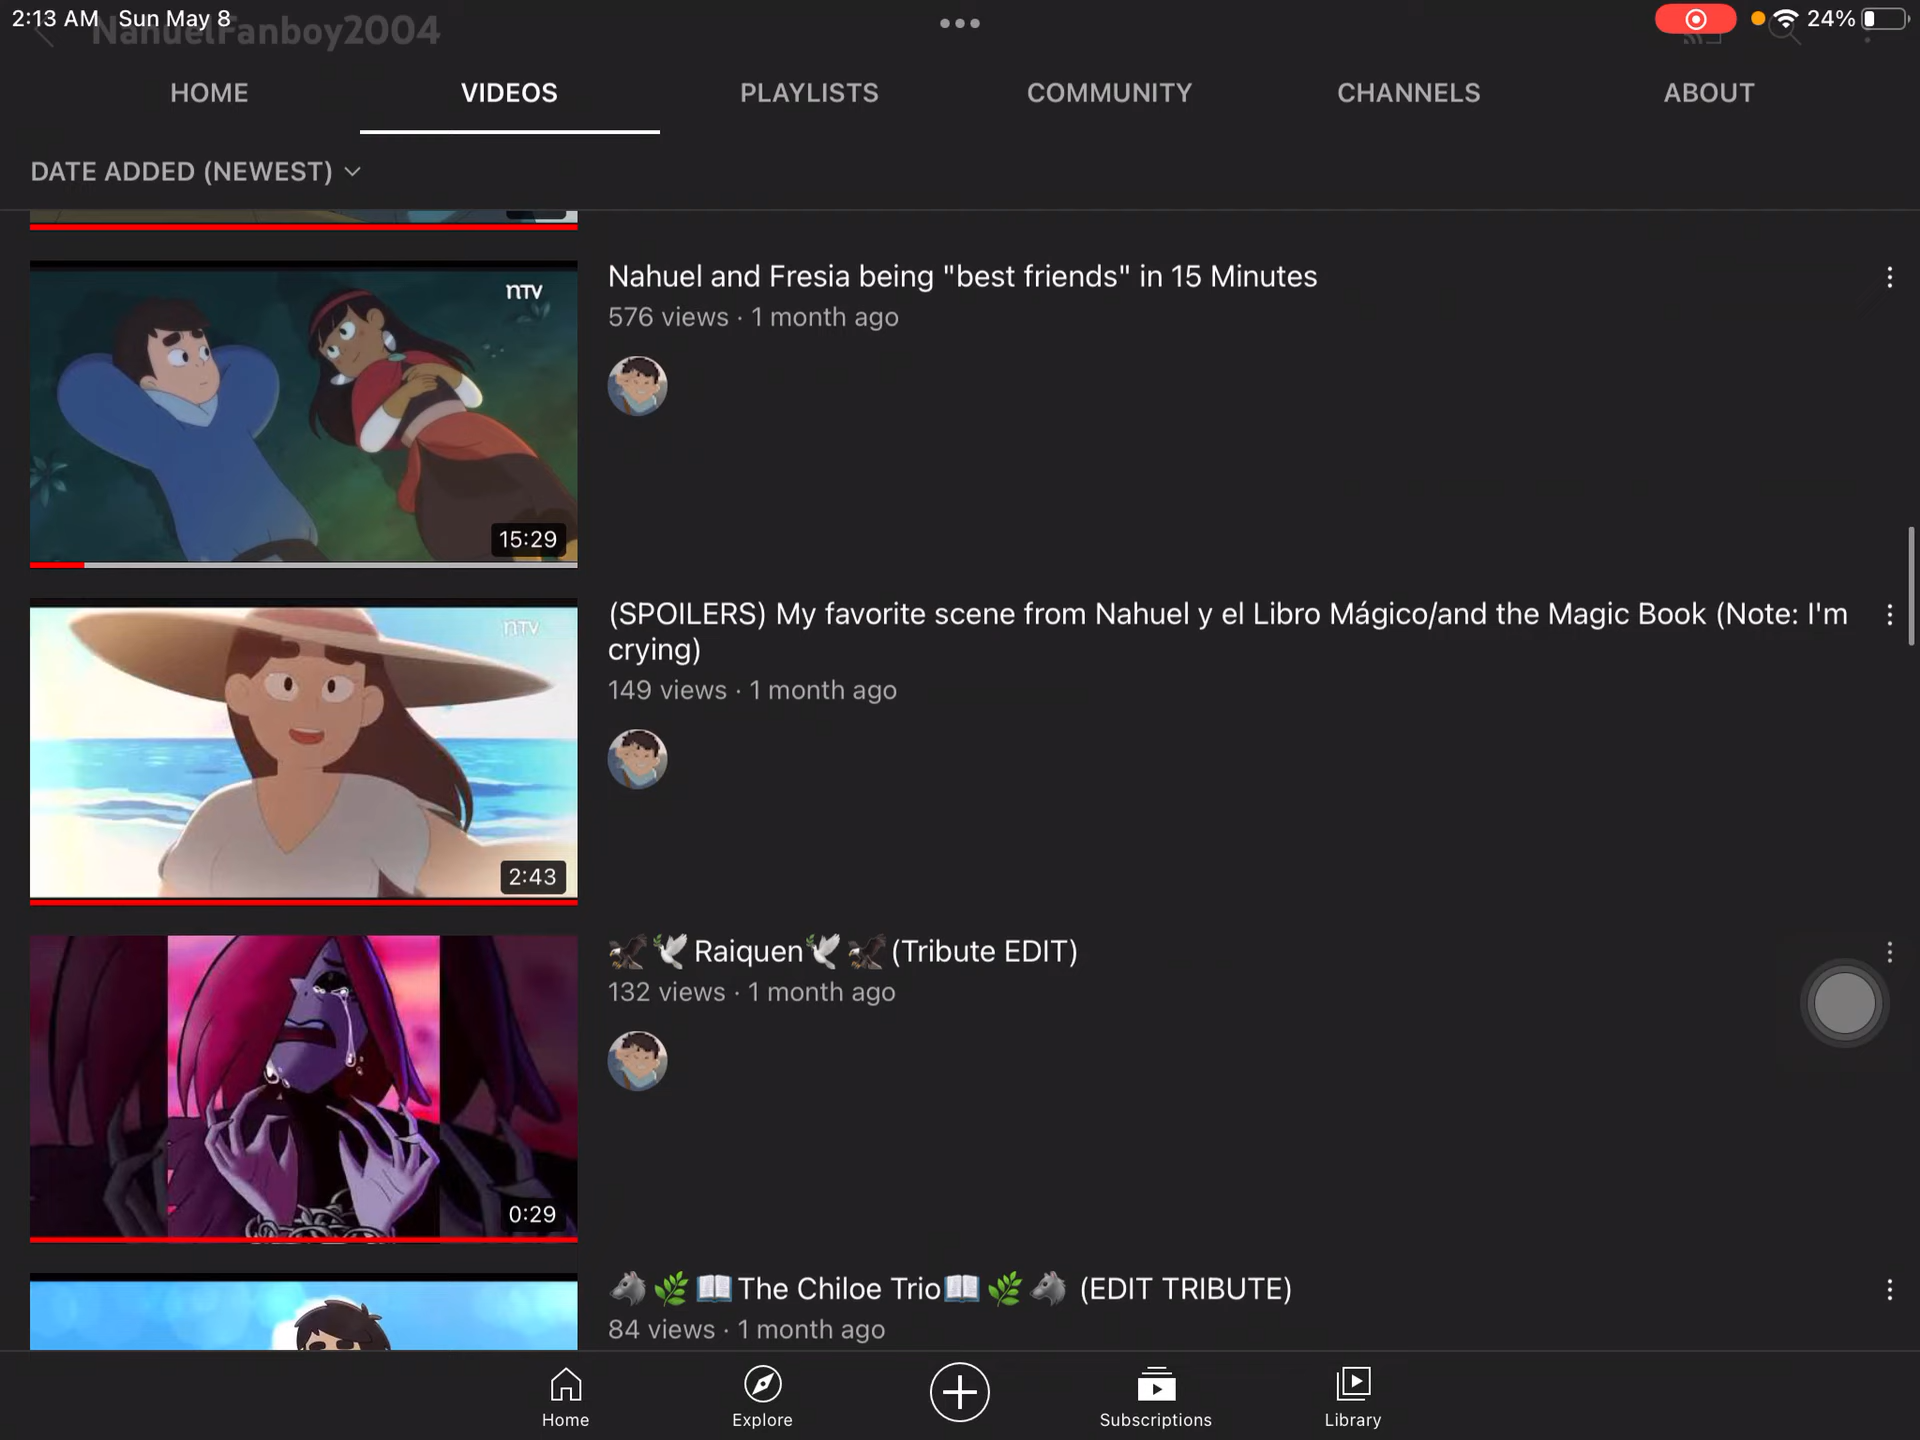 2:13 AM Sun May 8
24%
NahuelFanboy2004
HOME VIDEOS PLAYLISTS COMMUNITY CHANNELS ABOUT
DATE ADDED (NEWEST)
nTV
15:29
Nahuel and Fresia being "best friends" in 15 Minutes
576 views · 1 month ago
nTV
2:43
(SPOILERS) My favorite scene from Nahuel y el Libro Mágico/and the Magic Book (Note: I'm
crying)
149 views · 1 month ago
0:29
🦅🕊️Raiquen🕊️🦅(Tribute EDIT)
132 views · 1 month ago
🐺🌿📖The Chiloe Trio📖🌿🐺 (EDIT TRIBUTE)
84 views · 1 month ago
Home Explore Subscriptions Library